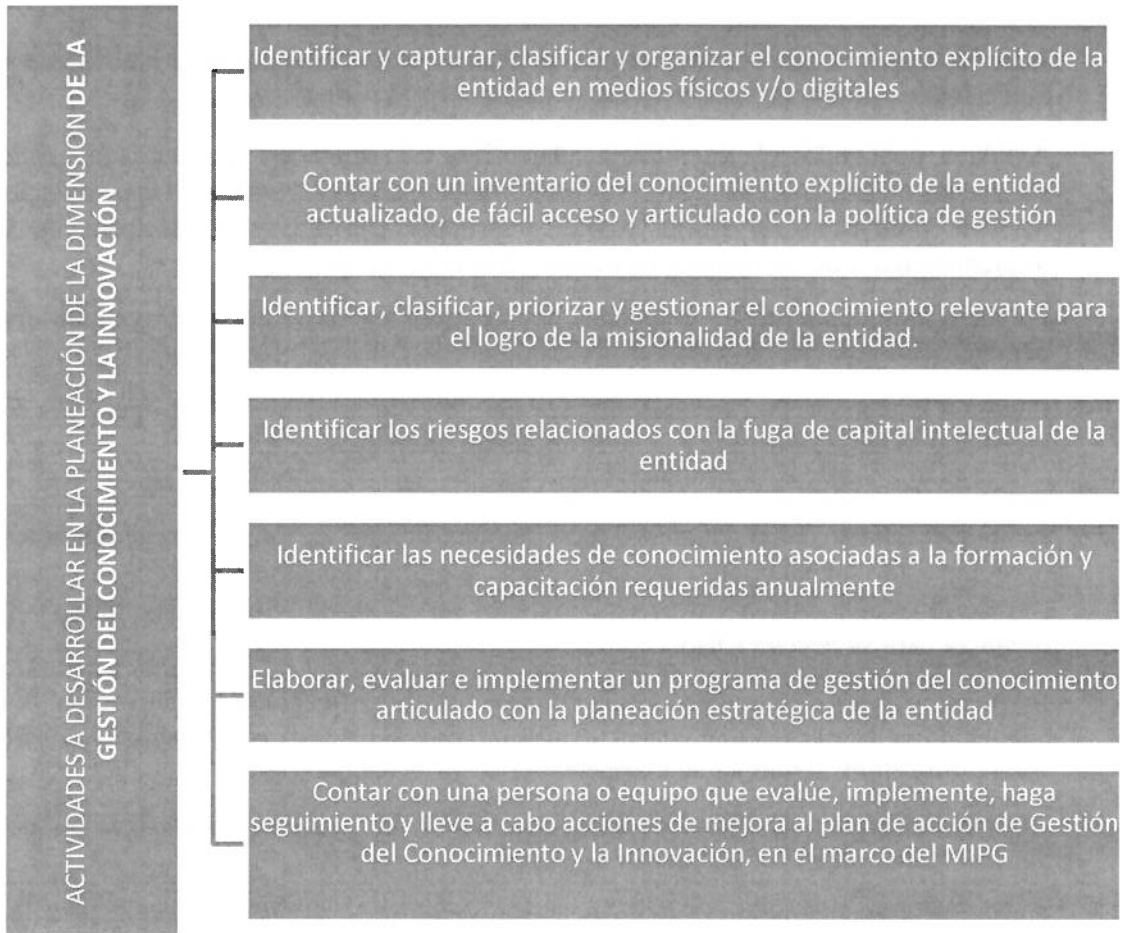 ACTIVIDADES A DESARROLLAR EN LA PLANEACIÓN DE LA DIMENSION DE LA
GESTIÓN DEL CONOCIMIENTO Y LA INNOVACIÓN
Identificar y capturar, clasificar y organizar el conocimiento explícito de la
entidad en medios físicos y/o digitales
Contar con un inventario del conocimiento explícito de la entidad
actualizado, de fácil acceso y articulado con la política de gestión
Identificar, clasificar, priorizar y gestionar el conocimiento relevante para
el logro de la misionalidad de la entidad.
Identificar los riesgos relacionados con la fuga de capital intelectual de la
entidad
Identificar las necesidades de conocimiento asociadas a la formación y
capacitación requeridas anualmente
Elaborar, evaluar e implementar un programa de gestión del conocimiento
articulado con la planeación estratégica de la entidad
Contar con una persona o equipo que evalúe, implemente, haga
seguimiento y lleve a cabo acciones de mejora al plan de acción de Gestión
del Conocimiento y la Innovación, en el marco del MIPG